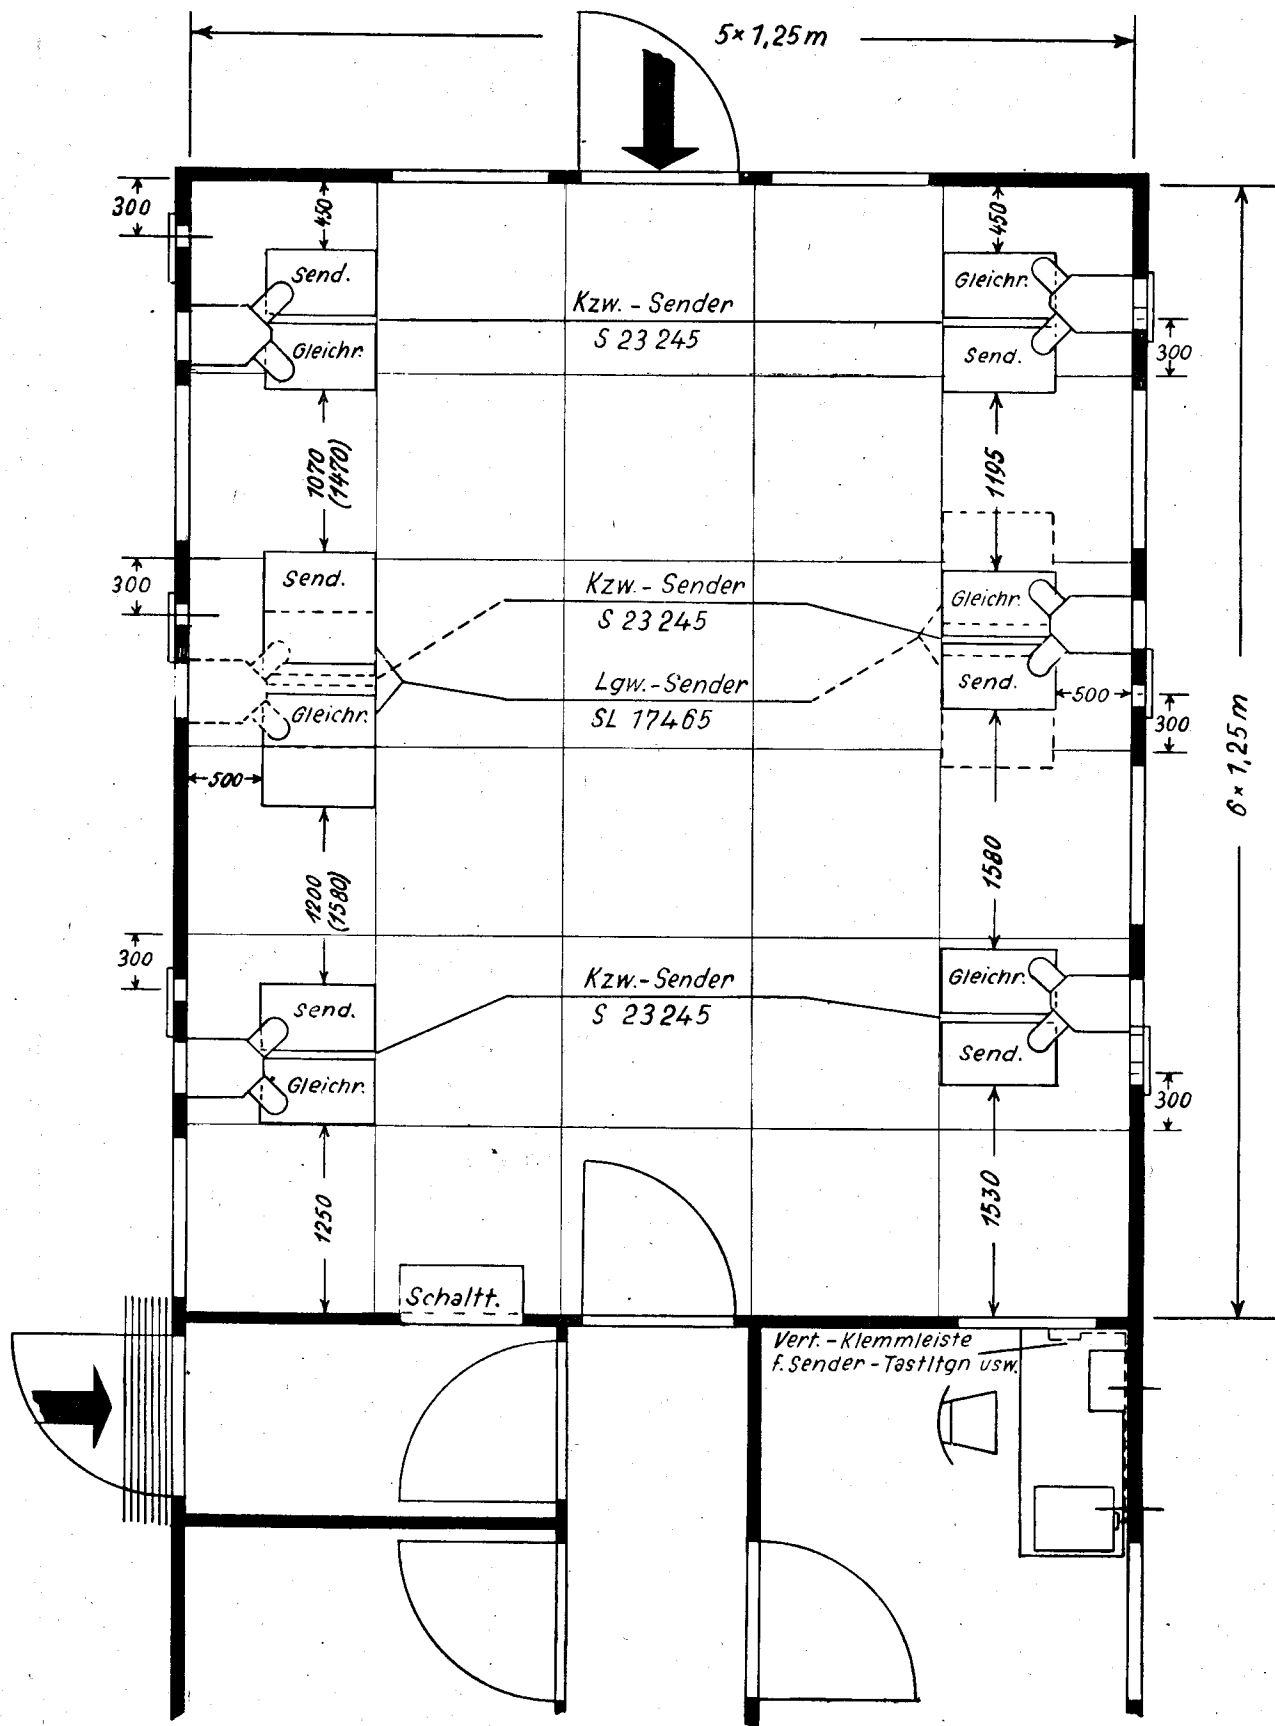 5×1,25m
300
450
450
Send.
Gleichr.
Kzw.-Sender
S 23 245
Gleichr.
Send.
300
1070
(1470)
1195
6×1,25m
300
Send.
Kzw.-Sender
S 23 245
Gleichr.
Lgw.-Sender
SL 17465
Send.
Gleichr.
500
300
500
1200
(1580)
1580
300
Kzw.-Sender
S 23245
Gleichr.
Send.
Send.
Gleichr.
300
1250
1530
Schaltt.
Vert.-Klemmleiste
f. Sender-Tastltgn usw.